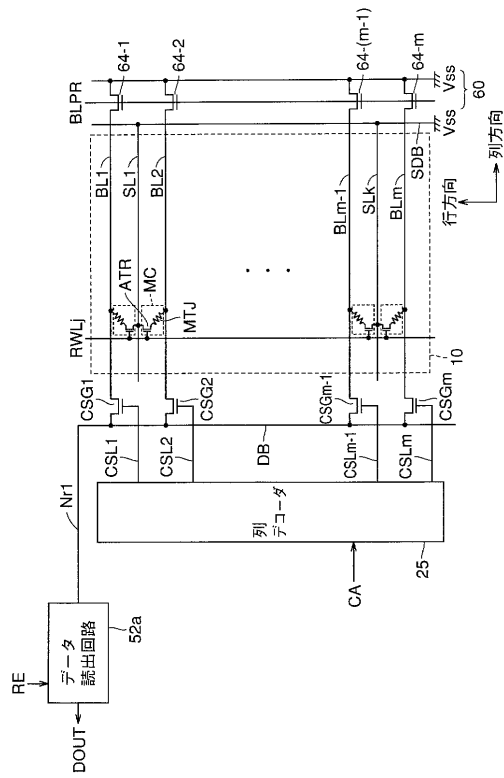 BLPR
64-1
64-2
64-(m-1)
64-m
Vss
60
Vss
SDB
BL1
SL1
BL2
BLm-1
SLk
BLm
行方向
列方向
ATR
MC
MTJ
RWLj
10
CSG1
CSG2
CSGm-1
CSGm
CSL1
CSL2
DB
CSLm-1
CSLm
Nr1
列
デコーダ
25
CA
RE
データ
読出回路
52a
DOUT